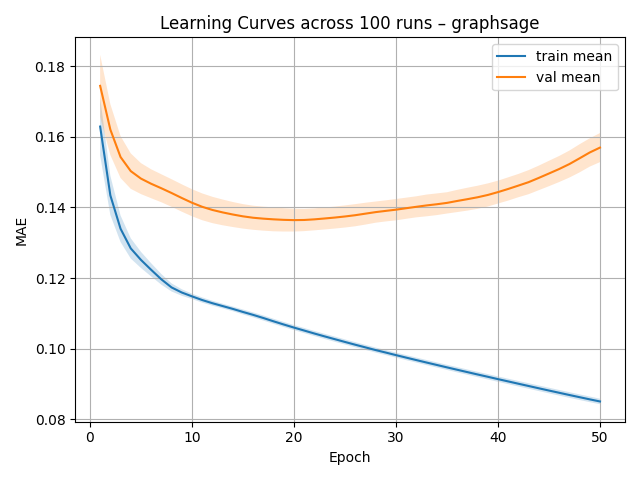 Learning Curves across 100 runs – graphsage
train mean
val mean
MAE
0.18
0.16
0.14
0.12
0.10
0.08
0 10 20 30 40 50
Epoch